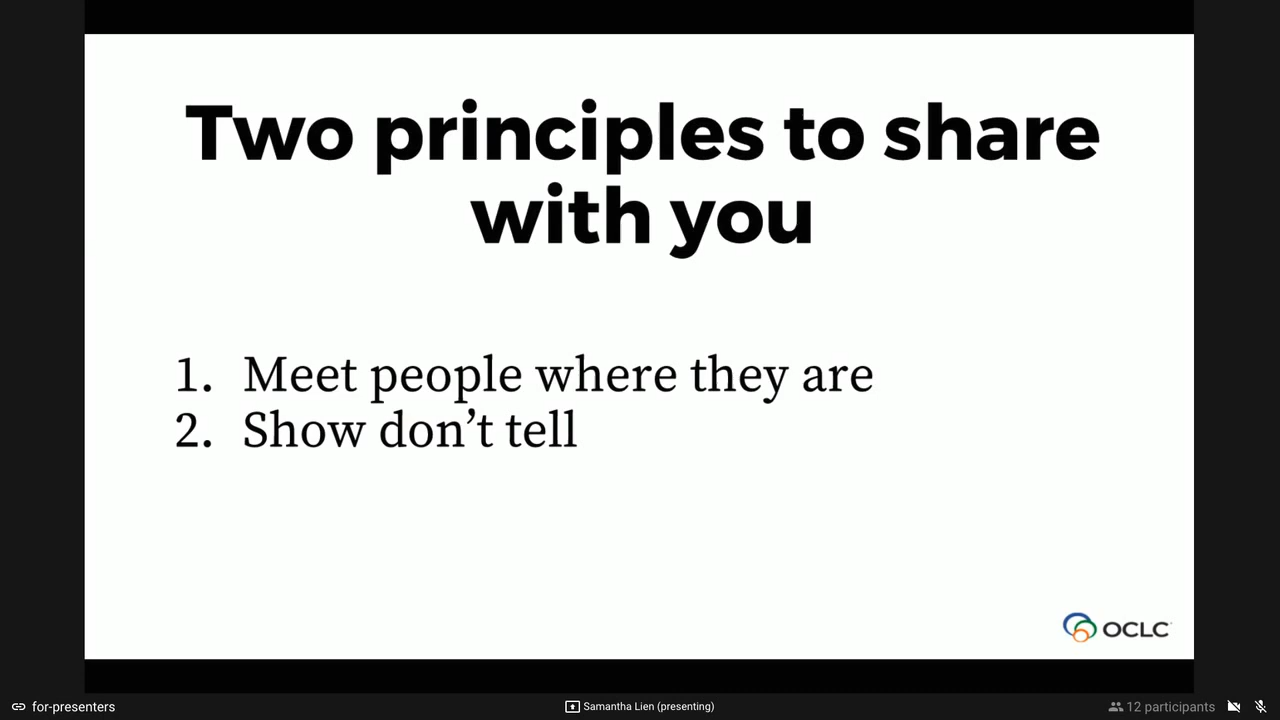 Two principles to share
with you
1. Meet people where they are
2. Show don’t tell
OCLC
for-presenters
Samantha Lien (presenting)
12 participants